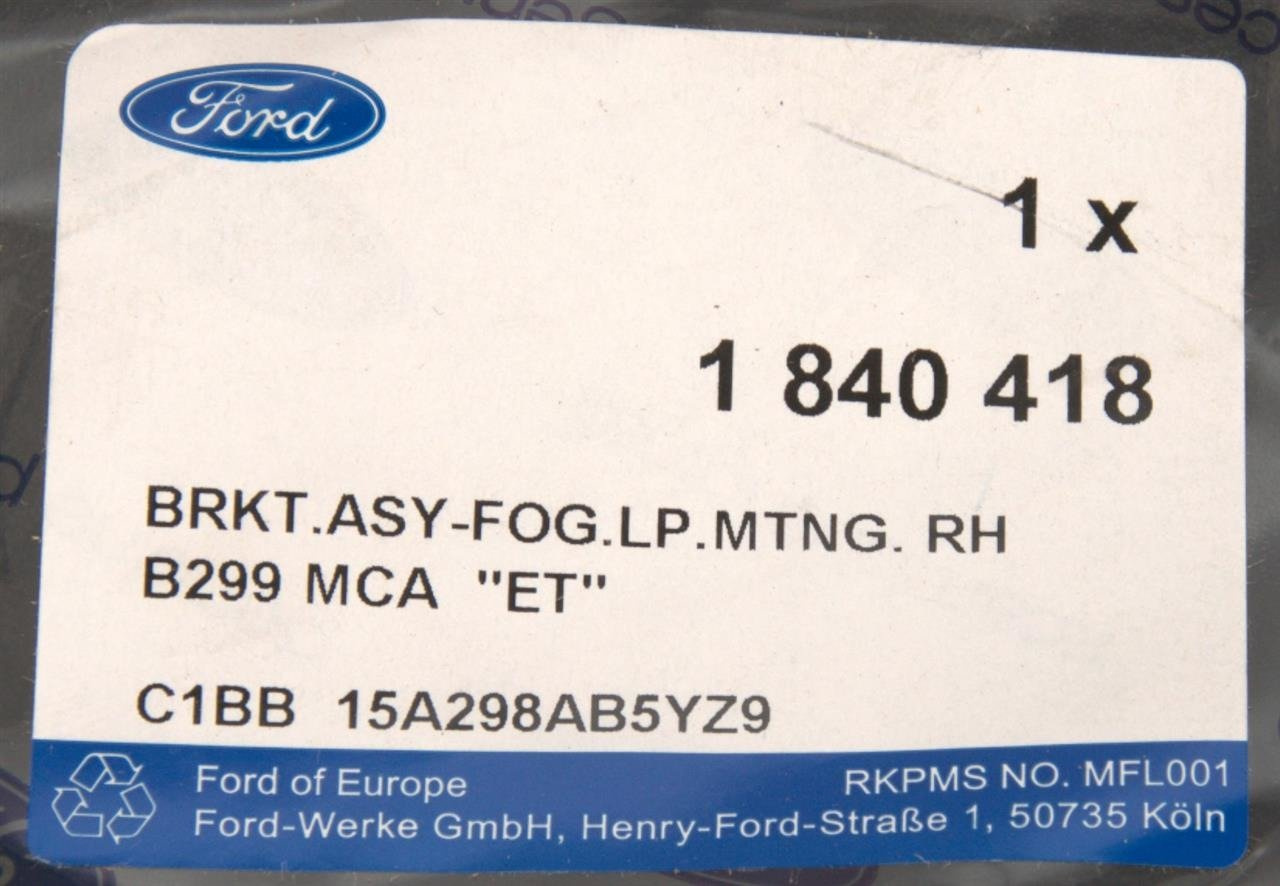 Ford
1 x
1 840 418
BRKT.ASY-FOG.LP.MTNG. RH
B299 MCA "ET"
C1BB 15A298AB5YZ9
Ford of Europe
RKPMS NO. MFL001
Ford-Werke GmbH, Henry-Ford-Straße 1, 50735 Köln